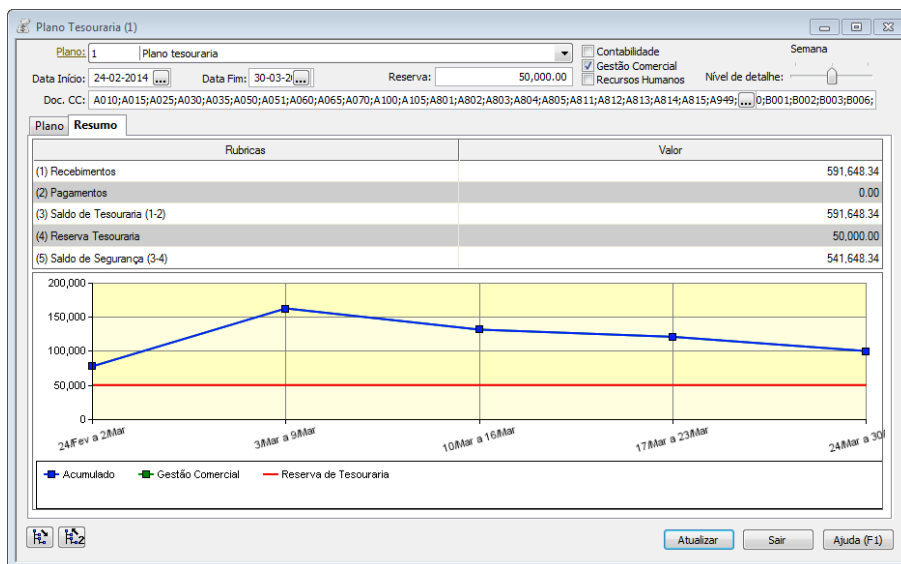 Plano Tesouraria (1)
Plano: 1 Plano tesouraria
Contabilidade
Gestão Comercial
Recursos Humanos
Semana
Nível de detalhe:
Data Início: 24-02-2014 ... Data Fim: 30-03-2( ... Reserva: 50,000.00
Doc. CC: A010;A015;A025;A030;A035;A050;A051;A060;A065;A070;A100;A105;A801;A802;A803;A804;A805;A811;A812;A813;A814;A815;A949; ... 0;B001;B002;B003;B006;
Plano Resumo
Rubricas Valor
(1) Recebimentos 591,648.34
(2) Pagamentos 0.00
(3) Saldo de Tesouraria (1-2) 591,648.34
(4) Reserva Tesouraria 50,000.00
(5) Saldo de Segurança (3-4) 541,648.34
200,000
150,000
100,000
50,000
0
24/Fev a 2/Mar 3/Mar a 9/Mar 10/Mar a 16/Mar 17/Mar a 23/Mar 24/Mar a 30/
Acumulado Gestão Comercial Reserva de Tesouraria
Atualizar Sair Ajuda (F1)